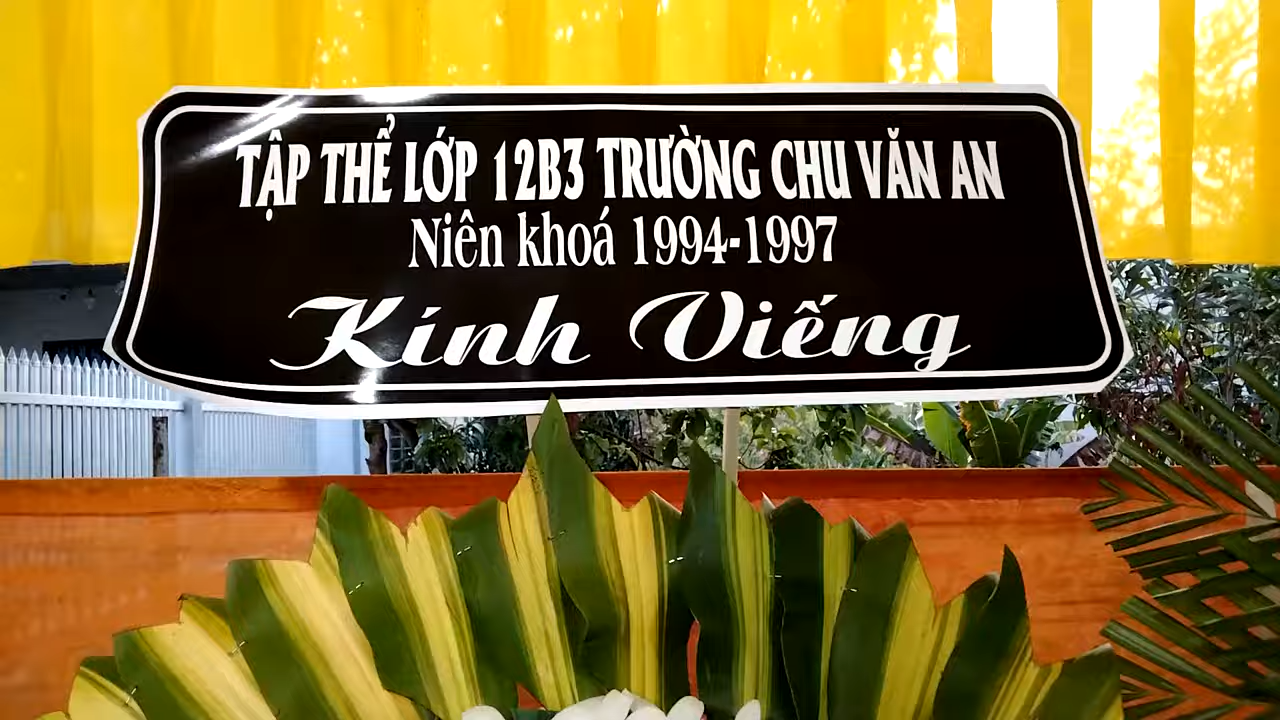 TẬP THỂ LỚP 12B3 TRƯỜNG CHU VĂN AN
Niên khoá 1994-1997
Kính Viếng